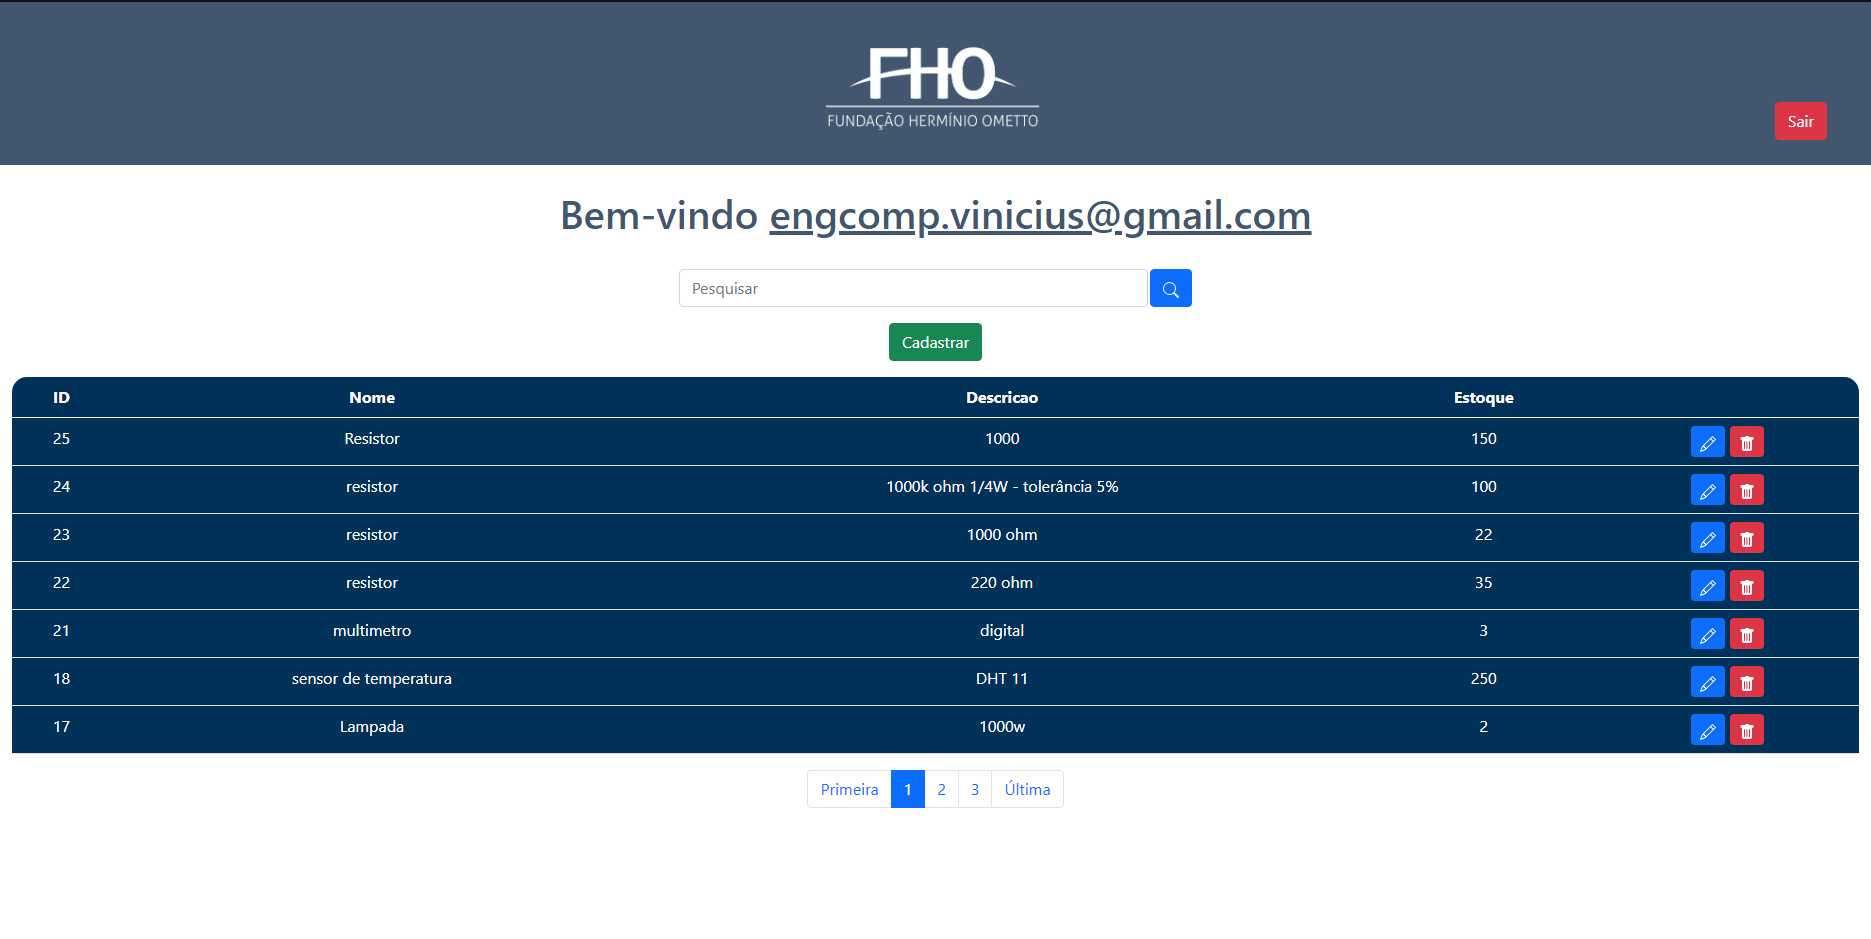 FHO
FUNDAÇÃO HERMÍNIO OMETTO
Sair
Bem-vindo engcomp.vinicius@gmail.com
Pesquisar
Cadastrar
ID Nome Descricao Estoque
25 Resistor 1000 150
24 resistor 1000k ohm 1/4W - tolerância 5% 100
23 resistor 1000 ohm 22
22 resistor 220 ohm 35
21 multimetro digital 3
18 sensor de temperatura DHT 11 250
17 Lampada 1000w 2
Primeira 1 2 3 Última